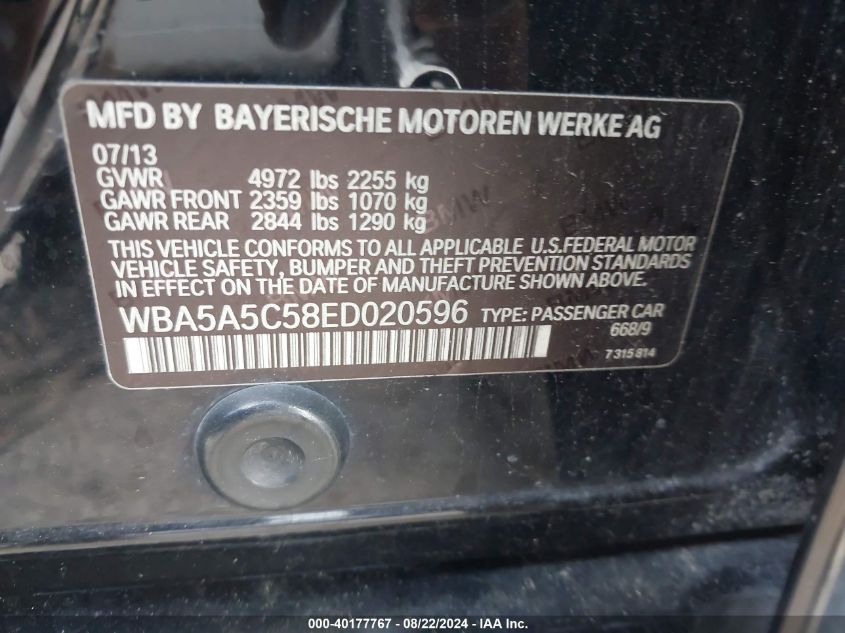 MFD BY BAYERISCHE MOTOREN WERKE AG
07/13
GVWR 4972 lbs 2255 kg
GAWR FRONT 2359 lbs 1070 kg
GAWR REAR 2844 lbs 1290 kg
THIS VEHICLE CONFORMS TO ALL APPLICABLE U.S.FEDERAL MOTOR
VEHICLE SAFETY, BUMPER AND THEFT PREVENTION STANDARDS
IN EFFECT ON THE DATE OF MANUFACTURE SHOWN ABOVE.
WBA5A5C58ED020596 TYPE: PASSENGER CAR
668/9
7 315 814
000-40177767 - 08/22/2024 - IAA Inc.